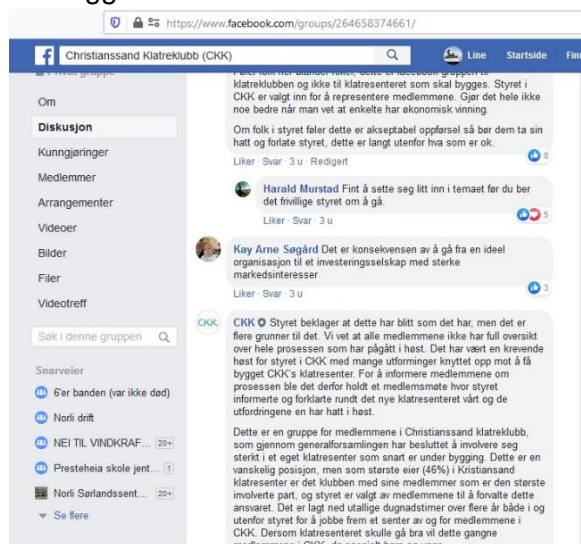 https://www.facebook.com/groups/264658374661/
Christianssand Klatreklubb (CKK)
Line
Startside
Om
Diskusjon
Kunngjøringer
Medlemmer
Arrangementer
Videoer
Bilder
Filer
Videotreff
Søk i denne gruppen
Snarveier
6'er banden (var ikke død)
Norli drift
NEI TIL VINDKRAF... 20+
Presteheia skole jent... 1
Norli Sørlandssent... 20+
Se flere
klatreklubben og ikke til klatresenteret som skal bygges. Styret i
CKK er valgt inn for å representere medlemmene. Gjør det hele ikke
noe bedre når man vet at enkelte har økonomisk vinning.
Om folk i styret føler dette er akseptabel oppførsel så bør dem ta sin
hatt og forlate styret, dette er langt utenfor hva som er ok.
8
Liker · Svar · 3 u · Redigert
Harald Murstad Fint å sette seg litt inn i temaet før du ber
det frivillige styret om å gå.
5
Liker · Svar · 3 u
Kay Arne Søgård Det er konsekvensen av å gå fra en ideel
organisasjon til et investeringsselskap med sterke
markedsinteresser
3
Liker · Svar · 3 u
CKK
CKK Styret beklager at dette har blitt som det har, men det er
flere grunner til det. Vi vet at alle medlemmene ikke har full oversikt
over hele prosessen som har pågått i høst. Det har vært en krevende
høst for styret i CKK med mange utforminger knyttet opp mot å få
bygget CKK's klatresenter. For å informere medlemmene om
prosessen ble det derfor holdt et medlemsmøte hvor styret
informerte og forklarte rundt det nye klatresenteret vårt og de
utfordringene en har hatt i høst.
Dette er en gruppe for medlemmene i Christianssand klatreklubb,
som gjennom generalforsamlingen har besluttet å involvere seg
sterkt i et eget klatresenter som snart er under bygging. Dette er en
vanskelig posisjon, men som største eier (46%) i Kristiansand
klatresenter er det klubben med sine medlemmer som er den største
involverte part, og styret er valgt av medlemmene til å forvalte dette
ansvaret. Det er lagt ned utallige dugnadstimer over flere år både i og
utenfor styret for å jobbe frem et senter av og for medlemmene i
CKK. Dersom klatresenteret skulle gå bra vil dette gangne